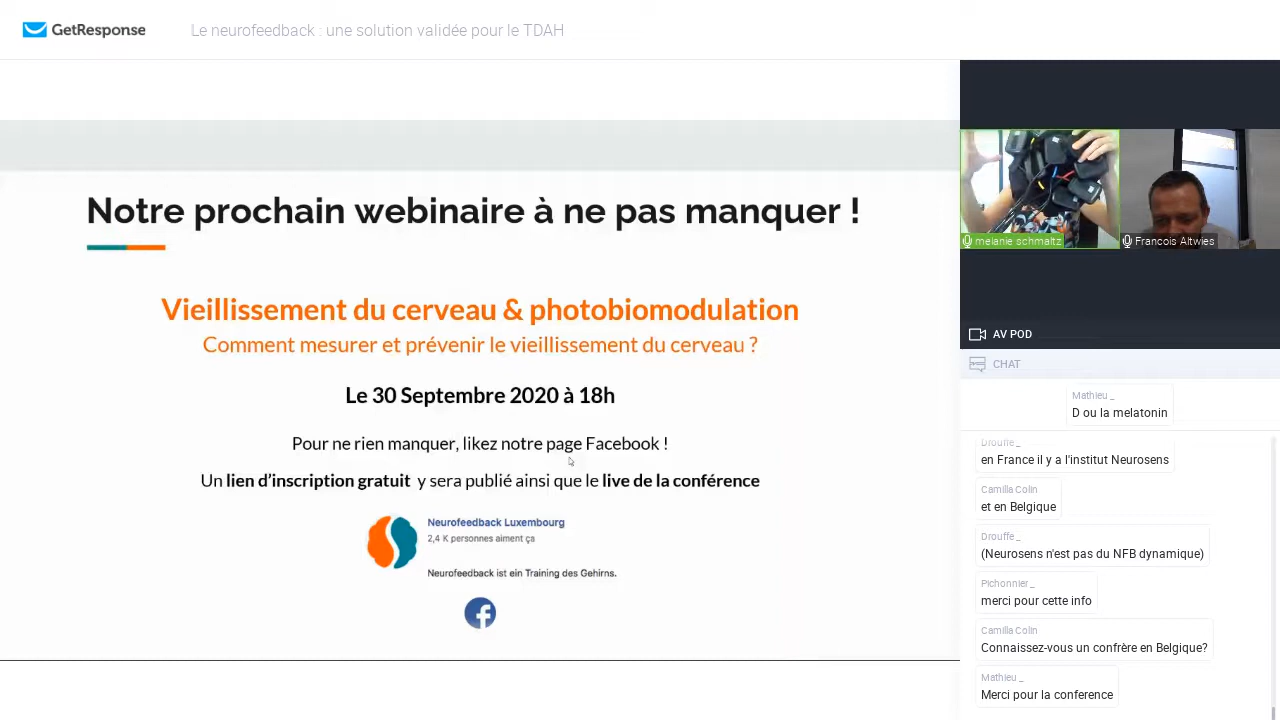 GetResponse
Le neurofeedback : une solution validée pour le TDAH
Notre prochain webinaire à ne pas manquer !
Vieillissement du cerveau & photobiomodulation
Comment mesurer et prévenir le vieillissement du cerveau ?
Le 30 Septembre 2020 à 18h
Pour ne rien manquer, likez notre page Facebook !
Un lien d'inscription gratuit y sera publié ainsi que le live de la conférence
Neurofeedback Luxembourg
2,4 K personnes aiment ça
Neurofeedback ist ein Training des Gehirns.
melanie schmaltz
Francois Altwies
AV POD
CHAT
Mathieu _
D ou la melatonin
Drouffe _
en France il y a l'institut Neurosens
Camilla Colin
et en Belgique
Drouffe _
(Neurosens n'est pas du NFB dynamique)
Pichonnier _
merci pour cette info
Camilla Colin
Connaissez-vous un confrère en Belgique?
Mathieu _
Merci pour la conference